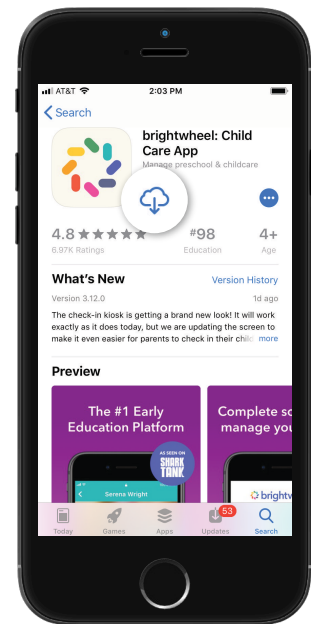 AT&T
2:03 PM
Search
brightwheel: Child
Care App
Manage preschool & childcare
4.8
#98
4+
6.97K Ratings
Education
Age
What's New
Version History
Version 3.12.0
1d ago
The check-in kiosk is getting a brand new look! It will work
exactly as it does today, but we are updating the screen to
make it even easier for parents to check in their chilc
more
Preview
The #1 Early
Education Platform
AS SEEN ON
SHARK
TANK
Serena Wright
Complete sc
manage you
brightwh
53
Today
Games
Apps
Updates
Search